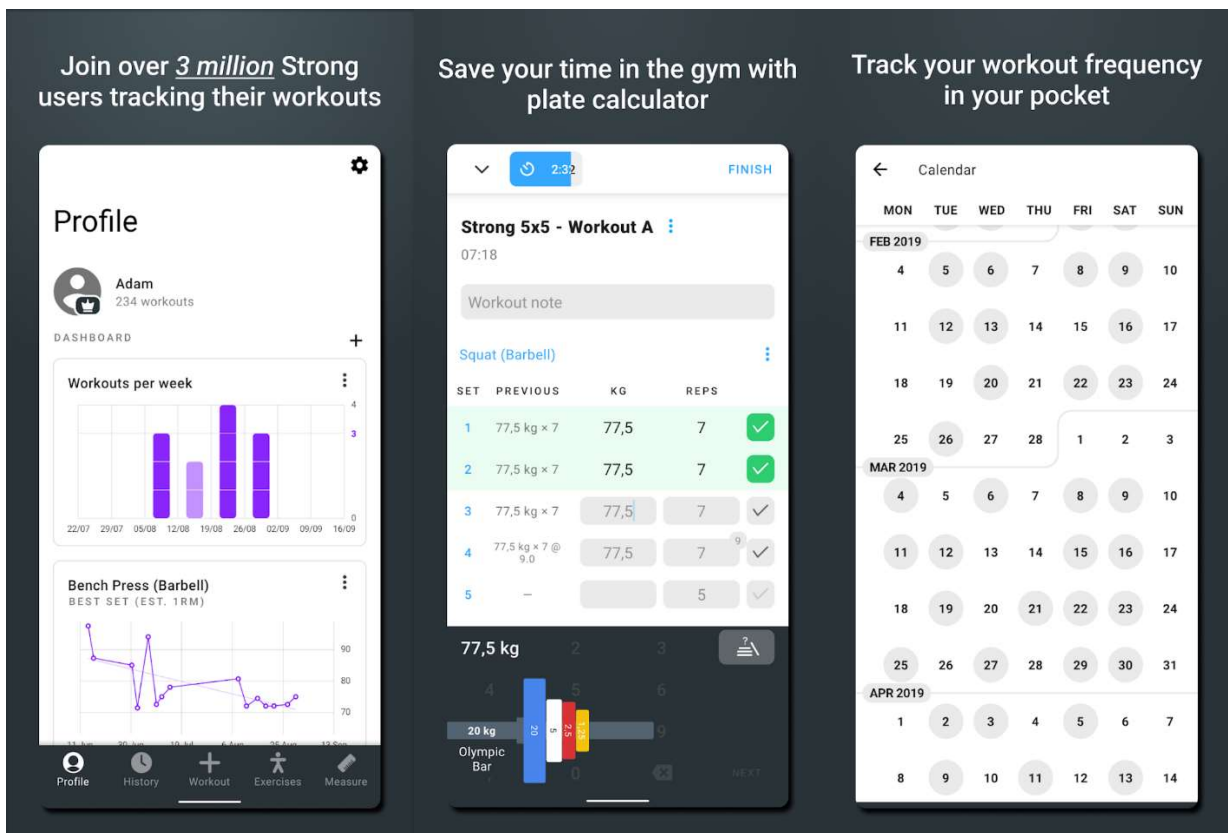 Join over 3 million Strong
users tracking their workouts
Profile
Adam
234 workouts
DASHBOARD
+
Workouts per week
4
3
0
22/07 29/07 05/08 12/08 19/08 26/08 02/09 09/09 16/09
Bench Press (Barbell)
BEST SET (EST. 1RM)
90
80
70
Profile History Workout Exercises Measure
Save your time in the gym with
plate calculator
2:32 FINISH
Strong 5x5 - Workout A
07:18
Workout note
Squat (Barbell)
SET PREVIOUS KG REPS
1 77,5 kg × 7 77,5 7
2 77,5 kg × 7 77,5 7
3 77,5 kg × 7 77,5 7
4 77,5 kg × 7 @ 9.0 77,5 7 9
5 – 5
77,5 kg 2 3
?
4 5 6
20 kg 20 5 2,5 1,25 9
Olympic
Bar
0 NEXT
Track your workout frequency
in your pocket
Calendar
MON TUE WED THU FRI SAT SUN
FEB 2019
4 5 6 7 8 9 10
11 12 13 14 15 16 17
18 19 20 21 22 23 24
25 26 27 28 1 2 3
MAR 2019
4 5 6 7 8 9 10
11 12 13 14 15 16 17
18 19 20 21 22 23 24
25 26 27 28 29 30 31
APR 2019
1 2 3 4 5 6 7
8 9 10 11 12 13 14